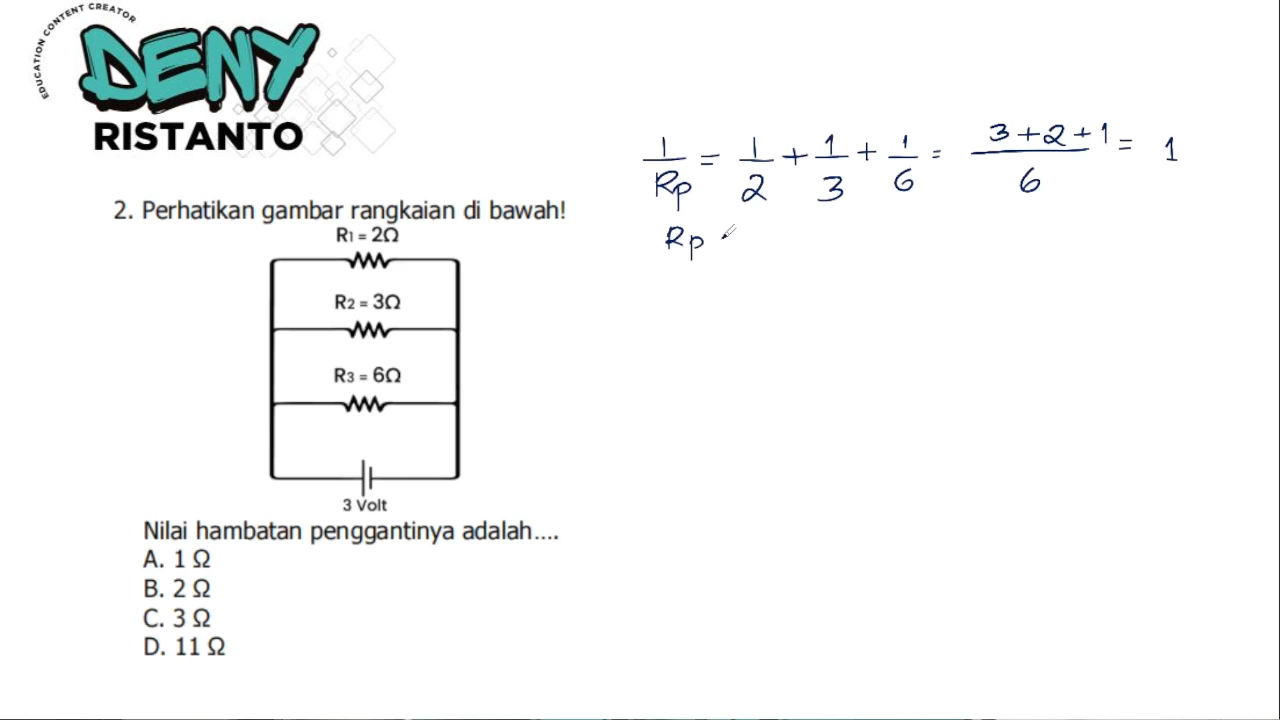 EDUCATION CONTENT CREATOR
DENY
RISTANTO
2. Perhatikan gambar rangkaian di bawah!
R1 = 2Ω
R2 = 3Ω
R3 = 6Ω
3 Volt
Nilai hambatan penggantinya adalah....
A. 1 Ω
B. 2 Ω
C. 3 Ω
D. 11 Ω
1/Rp = 1/2 + 1/3 + 1/6 = 3+2+1/6 = 1
Rp